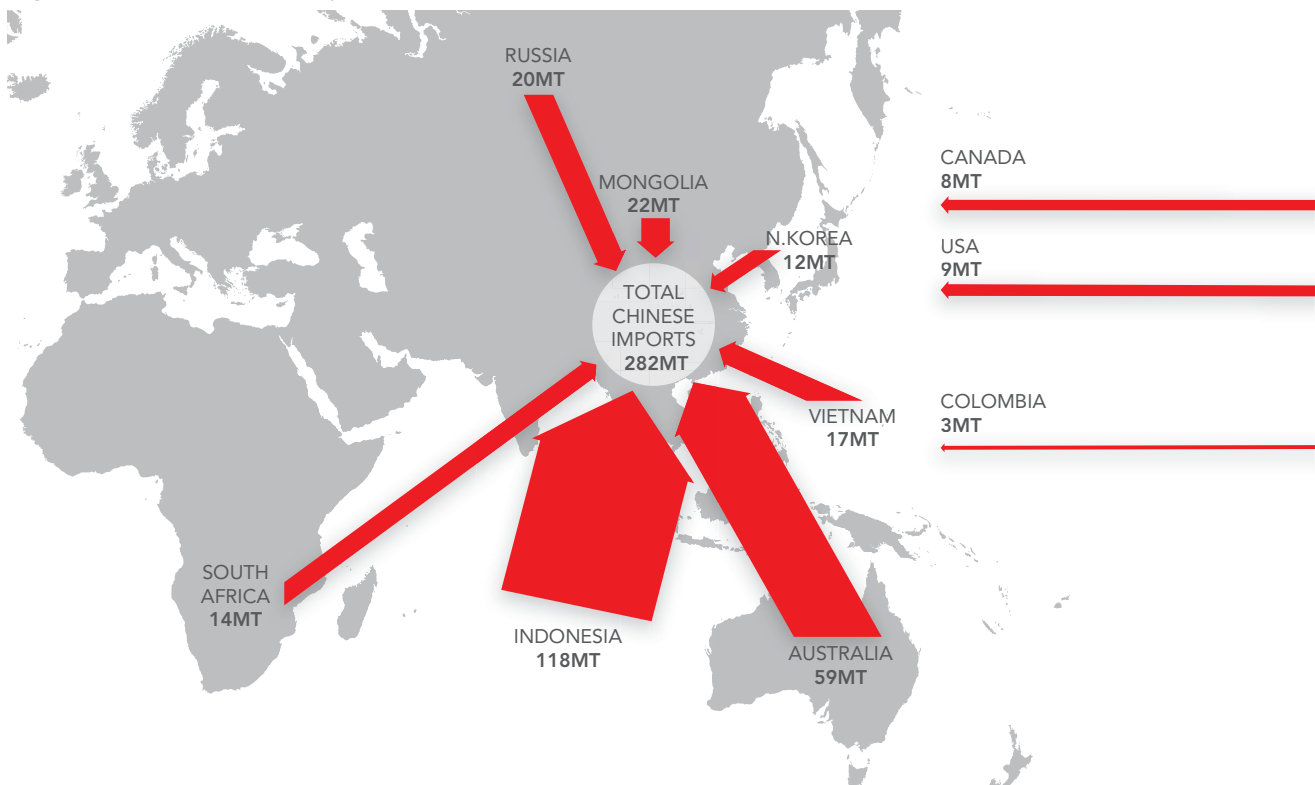 RUSSIA
20MT
MONGOLIA
22MT
N.KOREA
12MT
TOTAL
CHINESE
IMPORTS
282MT
CANADA
8MT
USA
9MT
COLOMBIA
3MT
VIETNAM
17MT
SOUTH
AFRICA
14MT
INDONESIA
118MT
AUSTRALIA
59MT